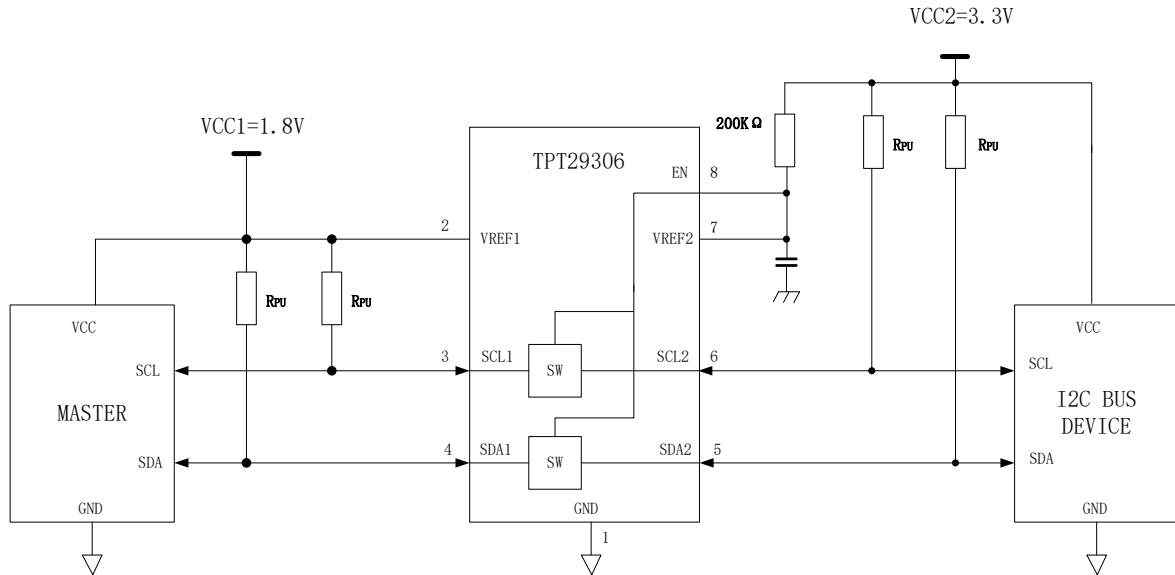 VCC2=3.3V
VCC1=1.8V
200KΩ
RPU
RPU
TPT29306
EN
8
2
VREF1
VREF2
7
RPU
RPU
VCC
VCC
SCL
3
SCL1
SW
SCL2
6
SCL
MASTER
I2C BUS
DEVICE
SDA
4
SDA1
SW
SDA2
5
SDA
GND
GND
GND
1